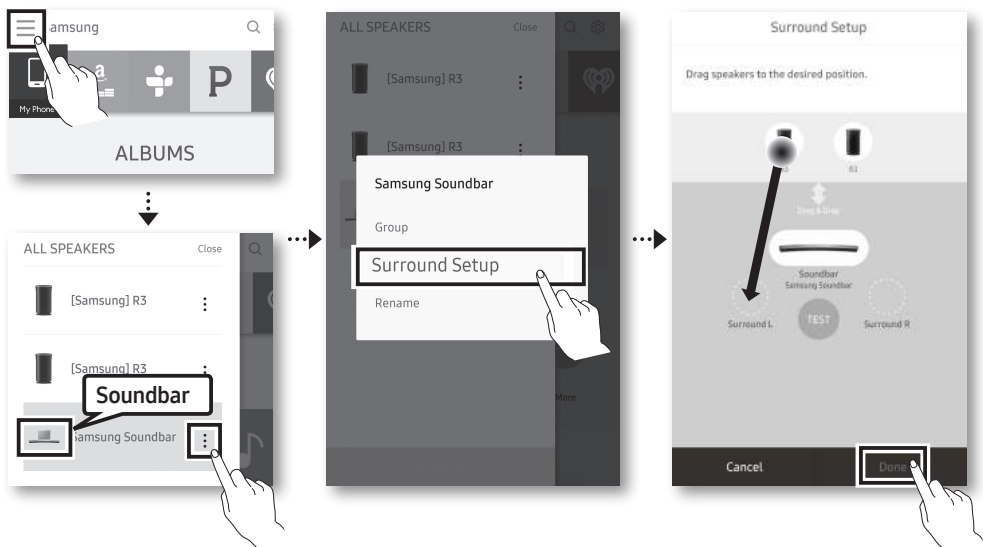 amsung
a
P
My Phone
ALBUMS
ALL SPEAKERS Close
[Samsung] R3
[Samsung] R3
Soundbar
Samsung Soundbar
ALL SPEAKERS Close
[Samsung] R3
[Samsung] R3
Samsung Soundbar
Group
Surround Setup
Rename
More
Surround Setup
Drag speakers to the desired position.
R3 R3
Drag & Drop
Soundbar
Samsung Soundbar
Surround L TEST Surround R
Cancel Done